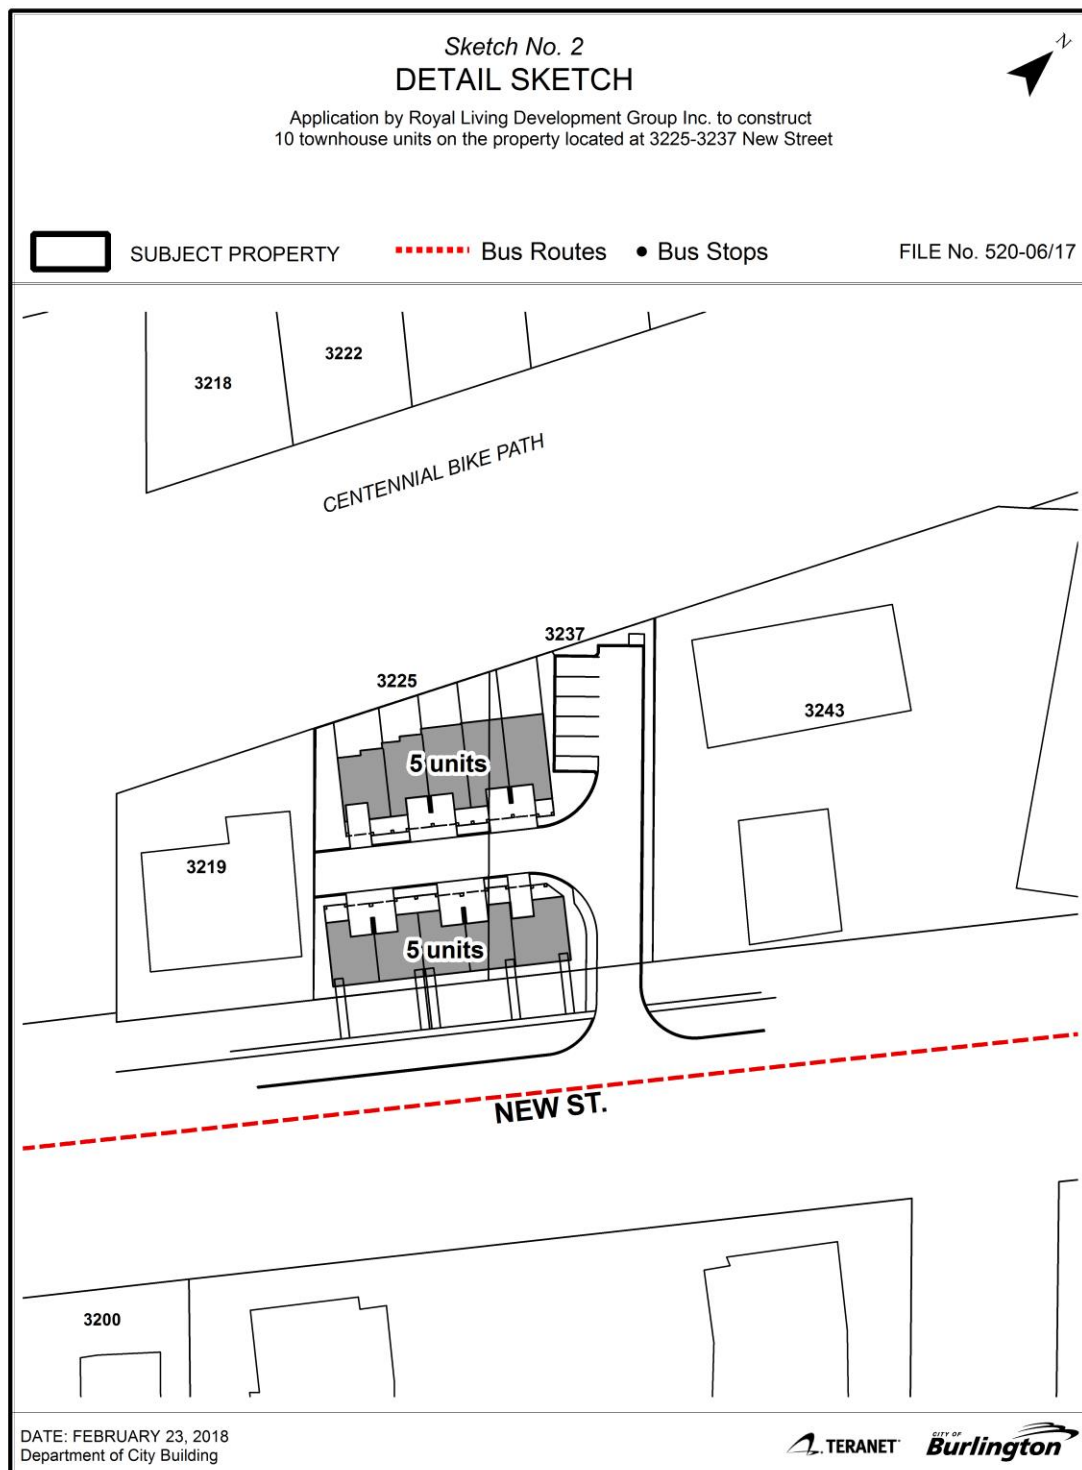 Sketch No. 2
N
DETAIL SKETCH
Application by Royal Living Development Group Inc. to construct
10 townhouse units on the property located at 3225-3237 New Street
SUBJECT PROPERTY Bus Routes Bus Stops FILE No. 520-06/17
3222
3218
CENTENNIAL BIKE PATH
3237
3225
3243
5 units
3219
5 units
NEW ST.
3200
DATE: FEBRUARY 23, 2018
Department of City Building
TERANET
CITY OF
Burlington